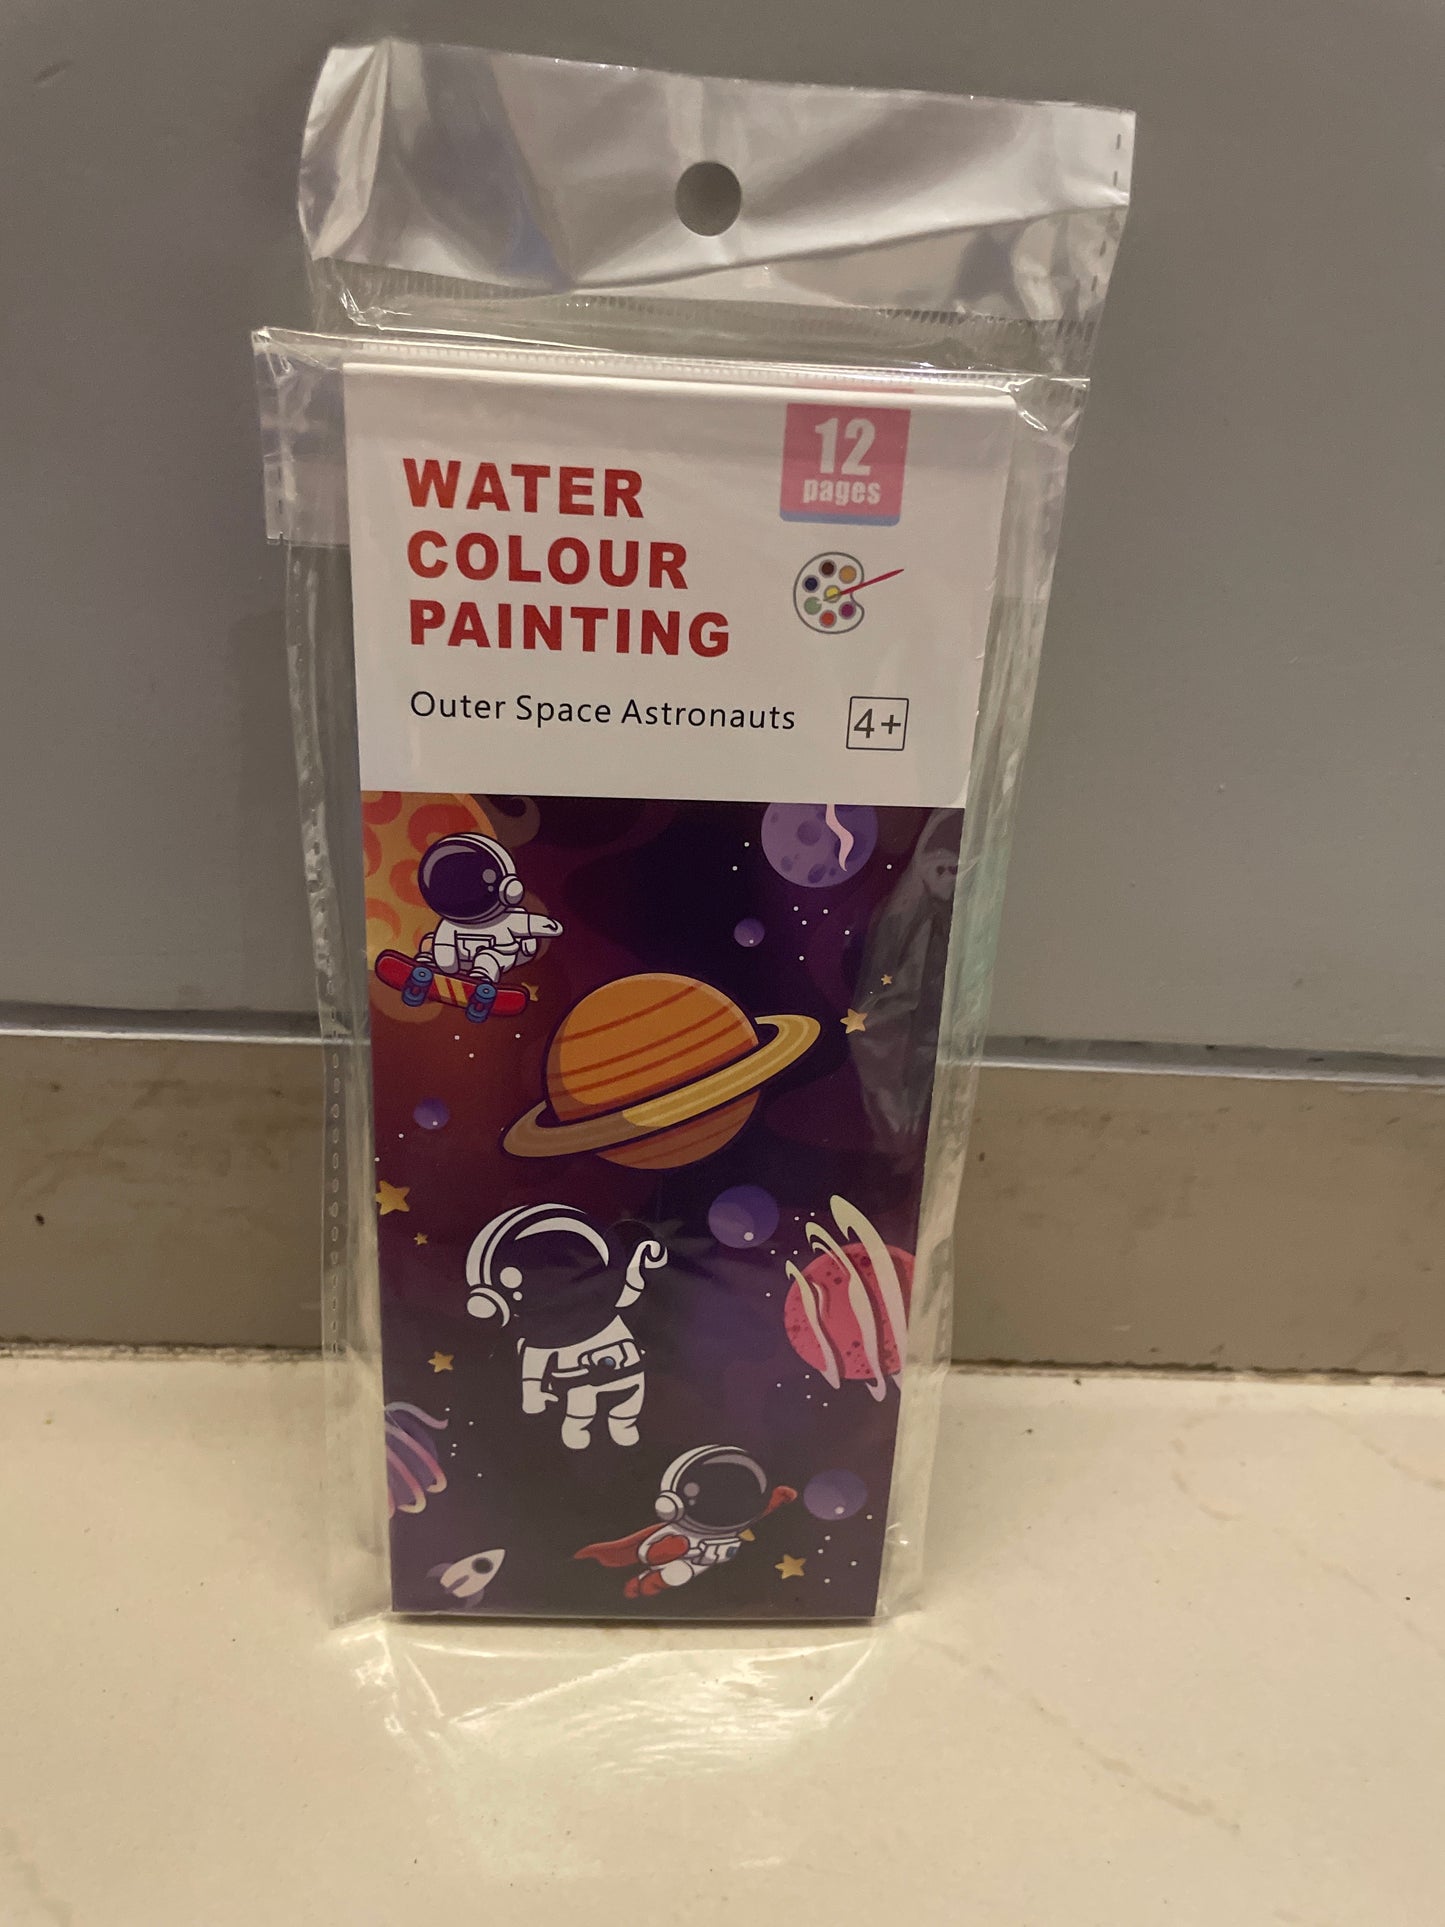 12
pages
WATER
COLOUR
PAINTING
Outer Space Astronauts
4+